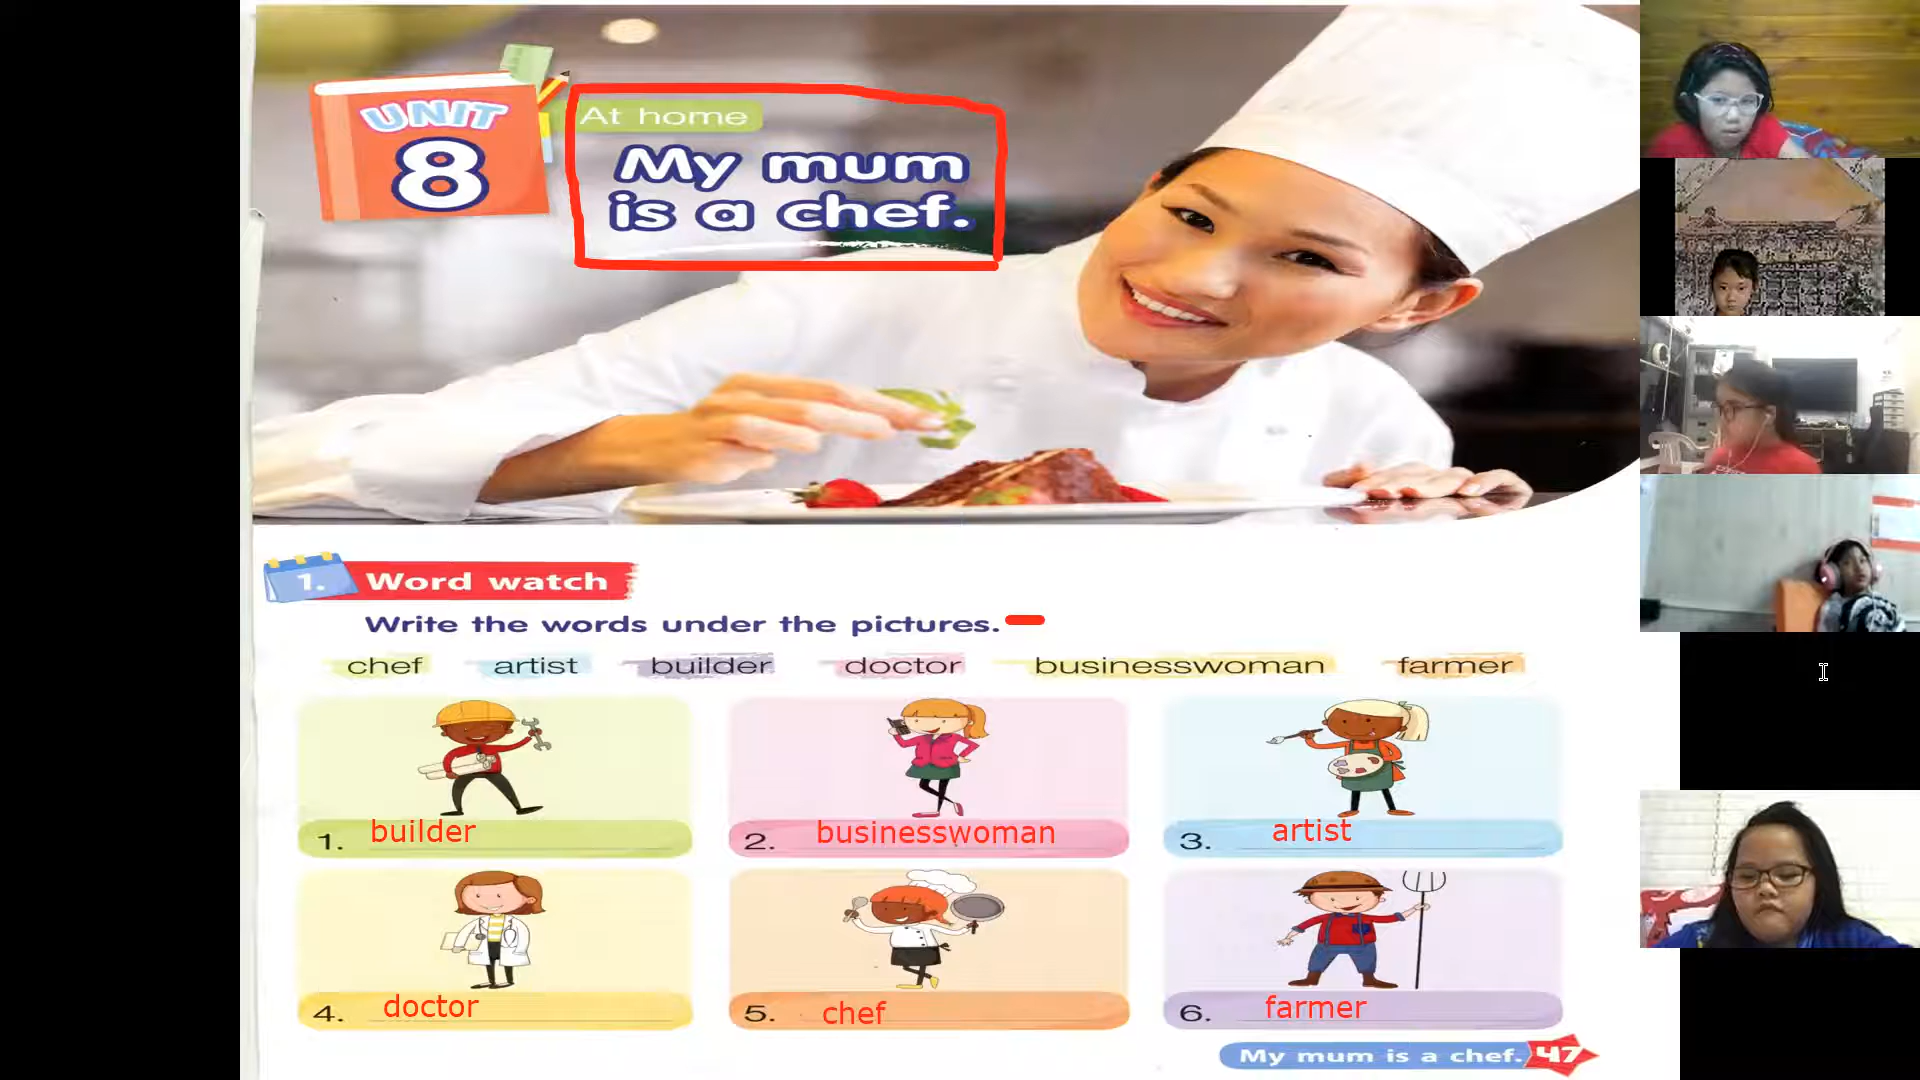 UNIT
8
At home
My mum
is a chef.
1. Word watch
Write the words under the pictures.
chef artist builder doctor businesswoman farmer
1. builder
2. businesswoman
3. artist
4. doctor
5. chef
6. farmer
My mum is a chef. 47